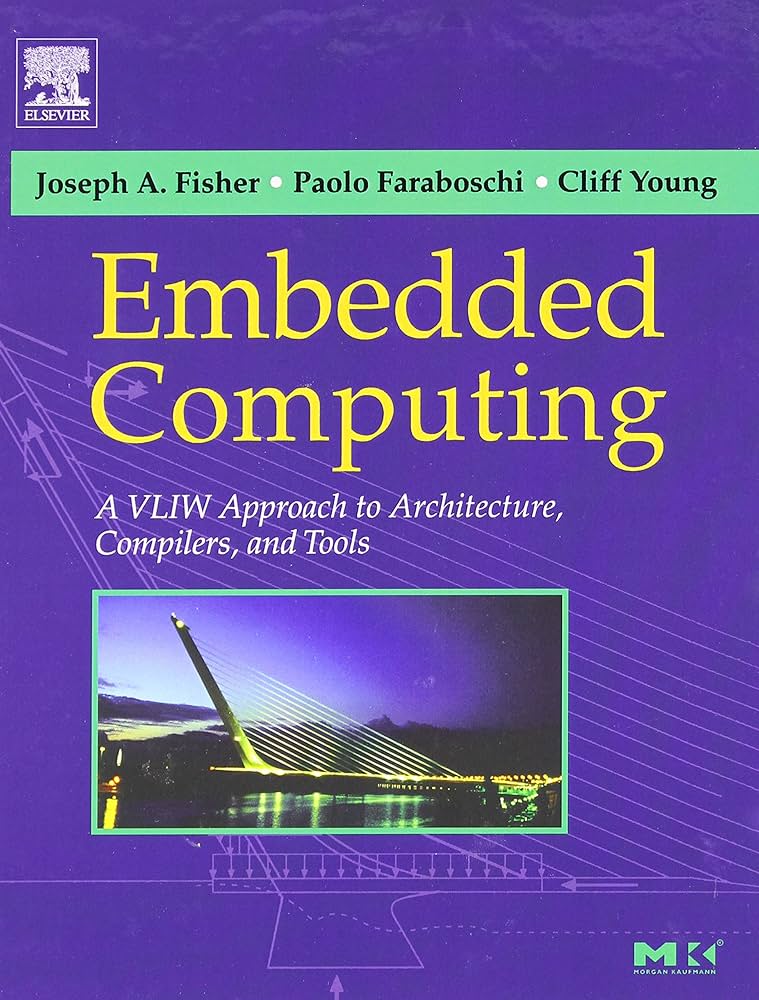 ELSEVIER
Joseph A. Fisher • Paolo Faraboschi • Cliff Young
Embedded
Computing
A VLIW Approach to Architecture,
Compilers, and Tools
MK®
MORGAN KAUFMANN